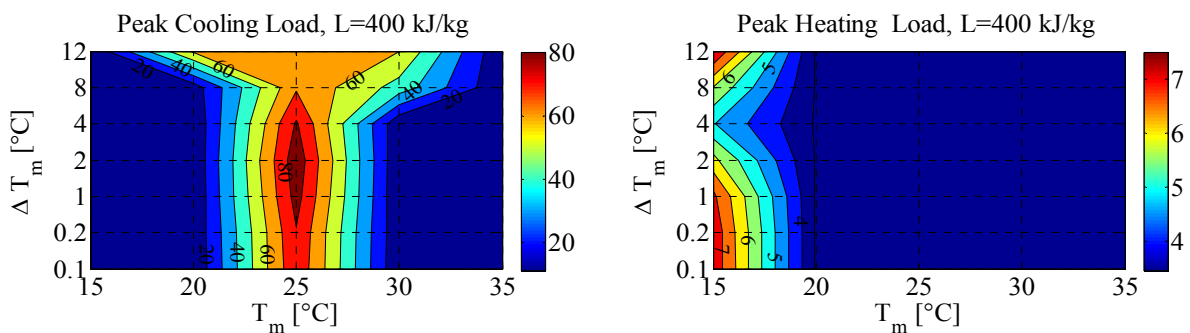 Peak Cooling Load, L=400 kJ/kg
12
8
4
2
1
0.2
0.1
Δ T_m [°C]
15 20 25 30 35
T_m [°C]
20 40 60 60 40 20
80
20 40 60
80
60
40
20
Peak Heating Load, L=400 kJ/kg
12
8
4
2
1
0.2
0.1
Δ T_m [°C]
15 20 25 30 35
T_m [°C]
6 5
7 6 5 4
7
6
5
4